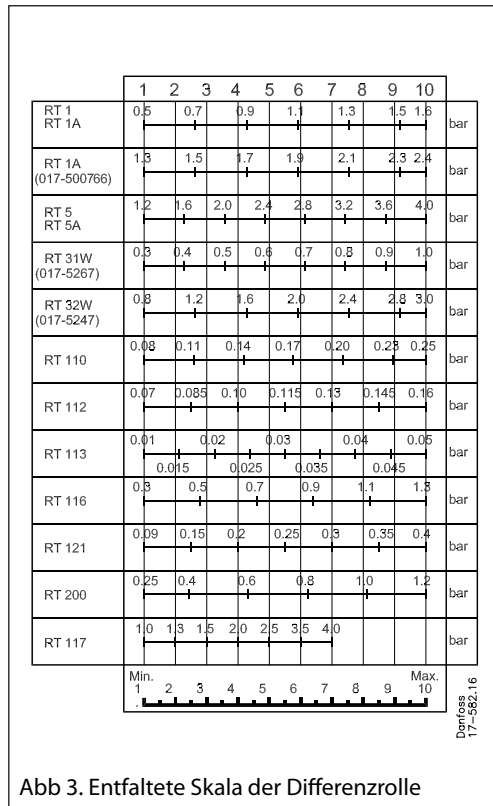 1 2 3 4 5 6 7 8 9 10
RT 1
RT 1A
0.5 0.7 0.9 1.1 1.3 1.5 1.6
bar
RT 1A
(017-500766)
1.3 1.5 1.7 1.9 2.1 2.3 2.4
bar
RT 5
RT 5A
1.2 1.6 2.0 2.4 2.8 3.2 3.6 4.0
bar
RT 31W
(017-5267)
0.3 0.4 0.5 0.6 0.7 0.8 0.9 1.0
bar
RT 32W
(017-5247)
0.8 1.2 1.6 2.0 2.4 2.8 3.0
bar
RT 110
0.08 0.11 0.14 0.17 0.20 0.23 0.25
bar
RT 112
0.07 0.085 0.10 0.115 0.13 0.145 0.16
bar
RT 113
0.01 0.02 0.03 0.04 0.05
0.015 0.025 0.035 0.045
bar
RT 116
0.3 0.5 0.7 0.9 1.1 1.3
bar
RT 121
0.09 0.15 0.2 0.25 0.3 0.35 0.4
bar
RT 200
0.25 0.4 0.6 0.8 1.0 1.2
bar
RT 117
1.0 1.3 1.5 2.0 2.5 3.5 4.0
bar
Min. Max.
1 2 3 4 5 6 7 8 9 10
Danfoss
17-582.16
Abb 3. Entfaltete Skala der Differenzrolle